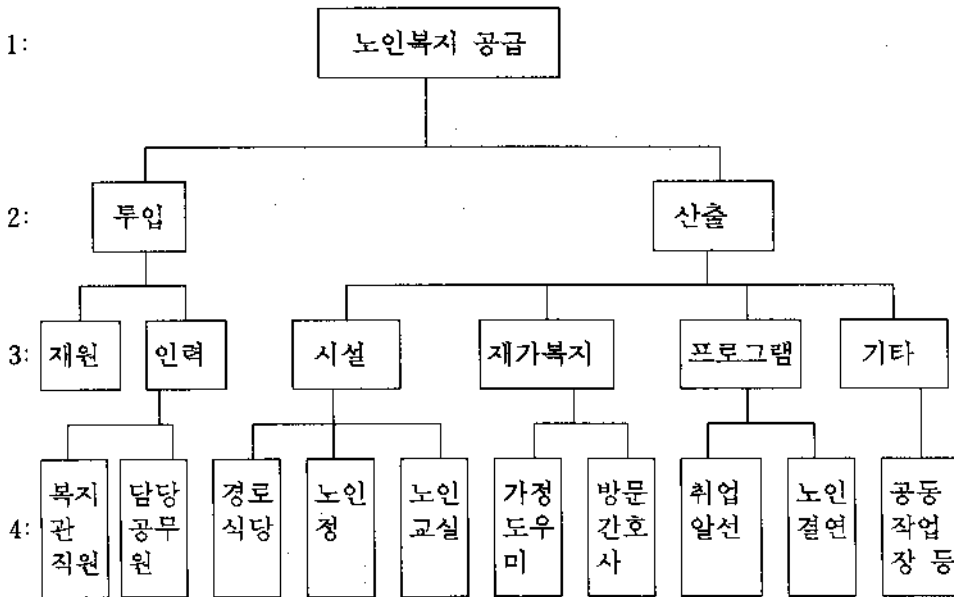 1:
노인복지 공급
2:
투입
산출
3:
재원
인력
시설
재가복지
프로그램
기타
4:
복지
관
직원
담당
공무
원
경로
식당
노인
정
노인
교실
가정
도우
미
방문
간호
사
취업
알선
노인
결연
공동
작업
장 등